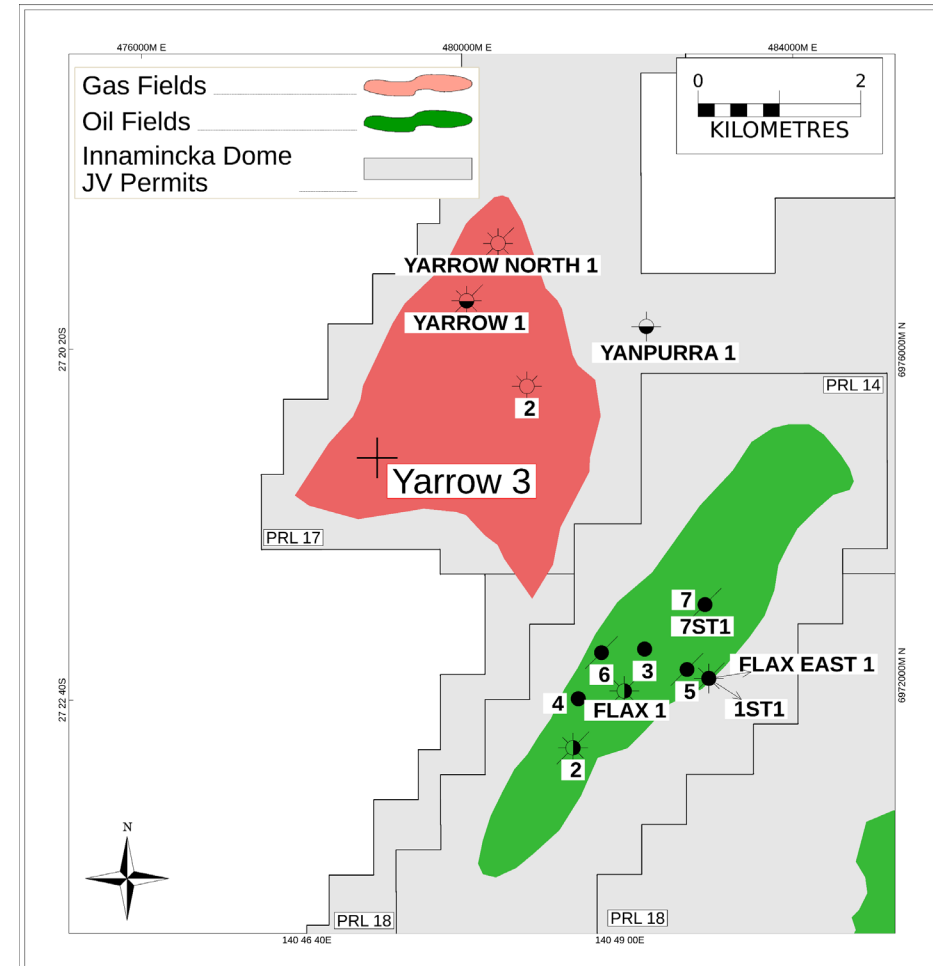 476000M E
480000M E
484000M E
Gas Fields
Oil Fields
Innamincka Dome
JV Permits
0
2
KILOMETRES
YARROW NORTH 1
YARROW 1
YANPURRA 1
27 20 20S
6976000M N
2
PRL 14
Yarrow 3
PRL 17
7
7ST1
6
3
5
FLAX EAST 1
4
FLAX 1
1ST1
27 22 40S
6972000M N
2
N
PRL 18
PRL 18
140 46 40E
140 49 00E